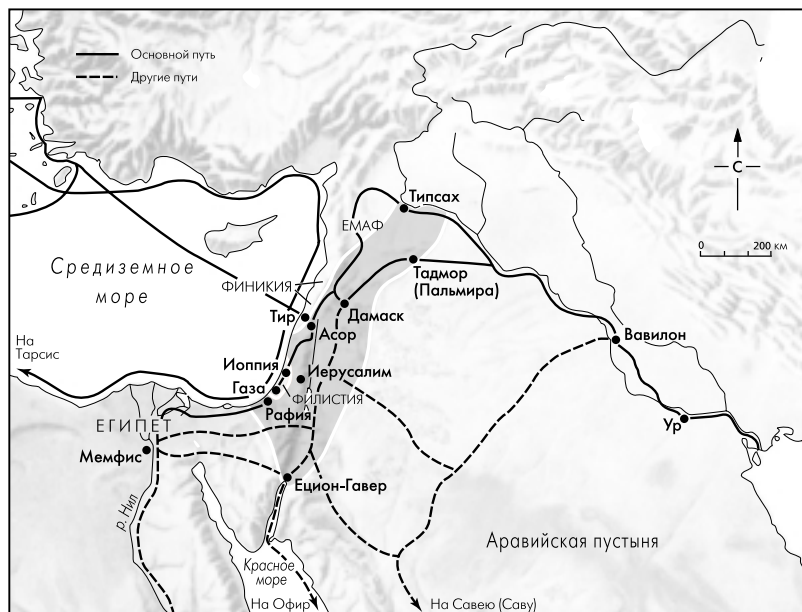 Основной путь
Другие пути
С
0 200 км
Типсах
ЕМАФ
Средиземное
море
Тадмор
(Пальмира)
ФИНИКИЯ
Тир
Дамаск
Асор
Вавилон
На
Тарсис
Иоппия
Иерусалим
Газа
ФИЛИСТИЯ
Рафия
ЕГИПЕТ
Ур
Мемфис
Ецион-Гавер
р. Нил
Аравийская пустыня
Красное
море
На Офир
На Савею (Саву)